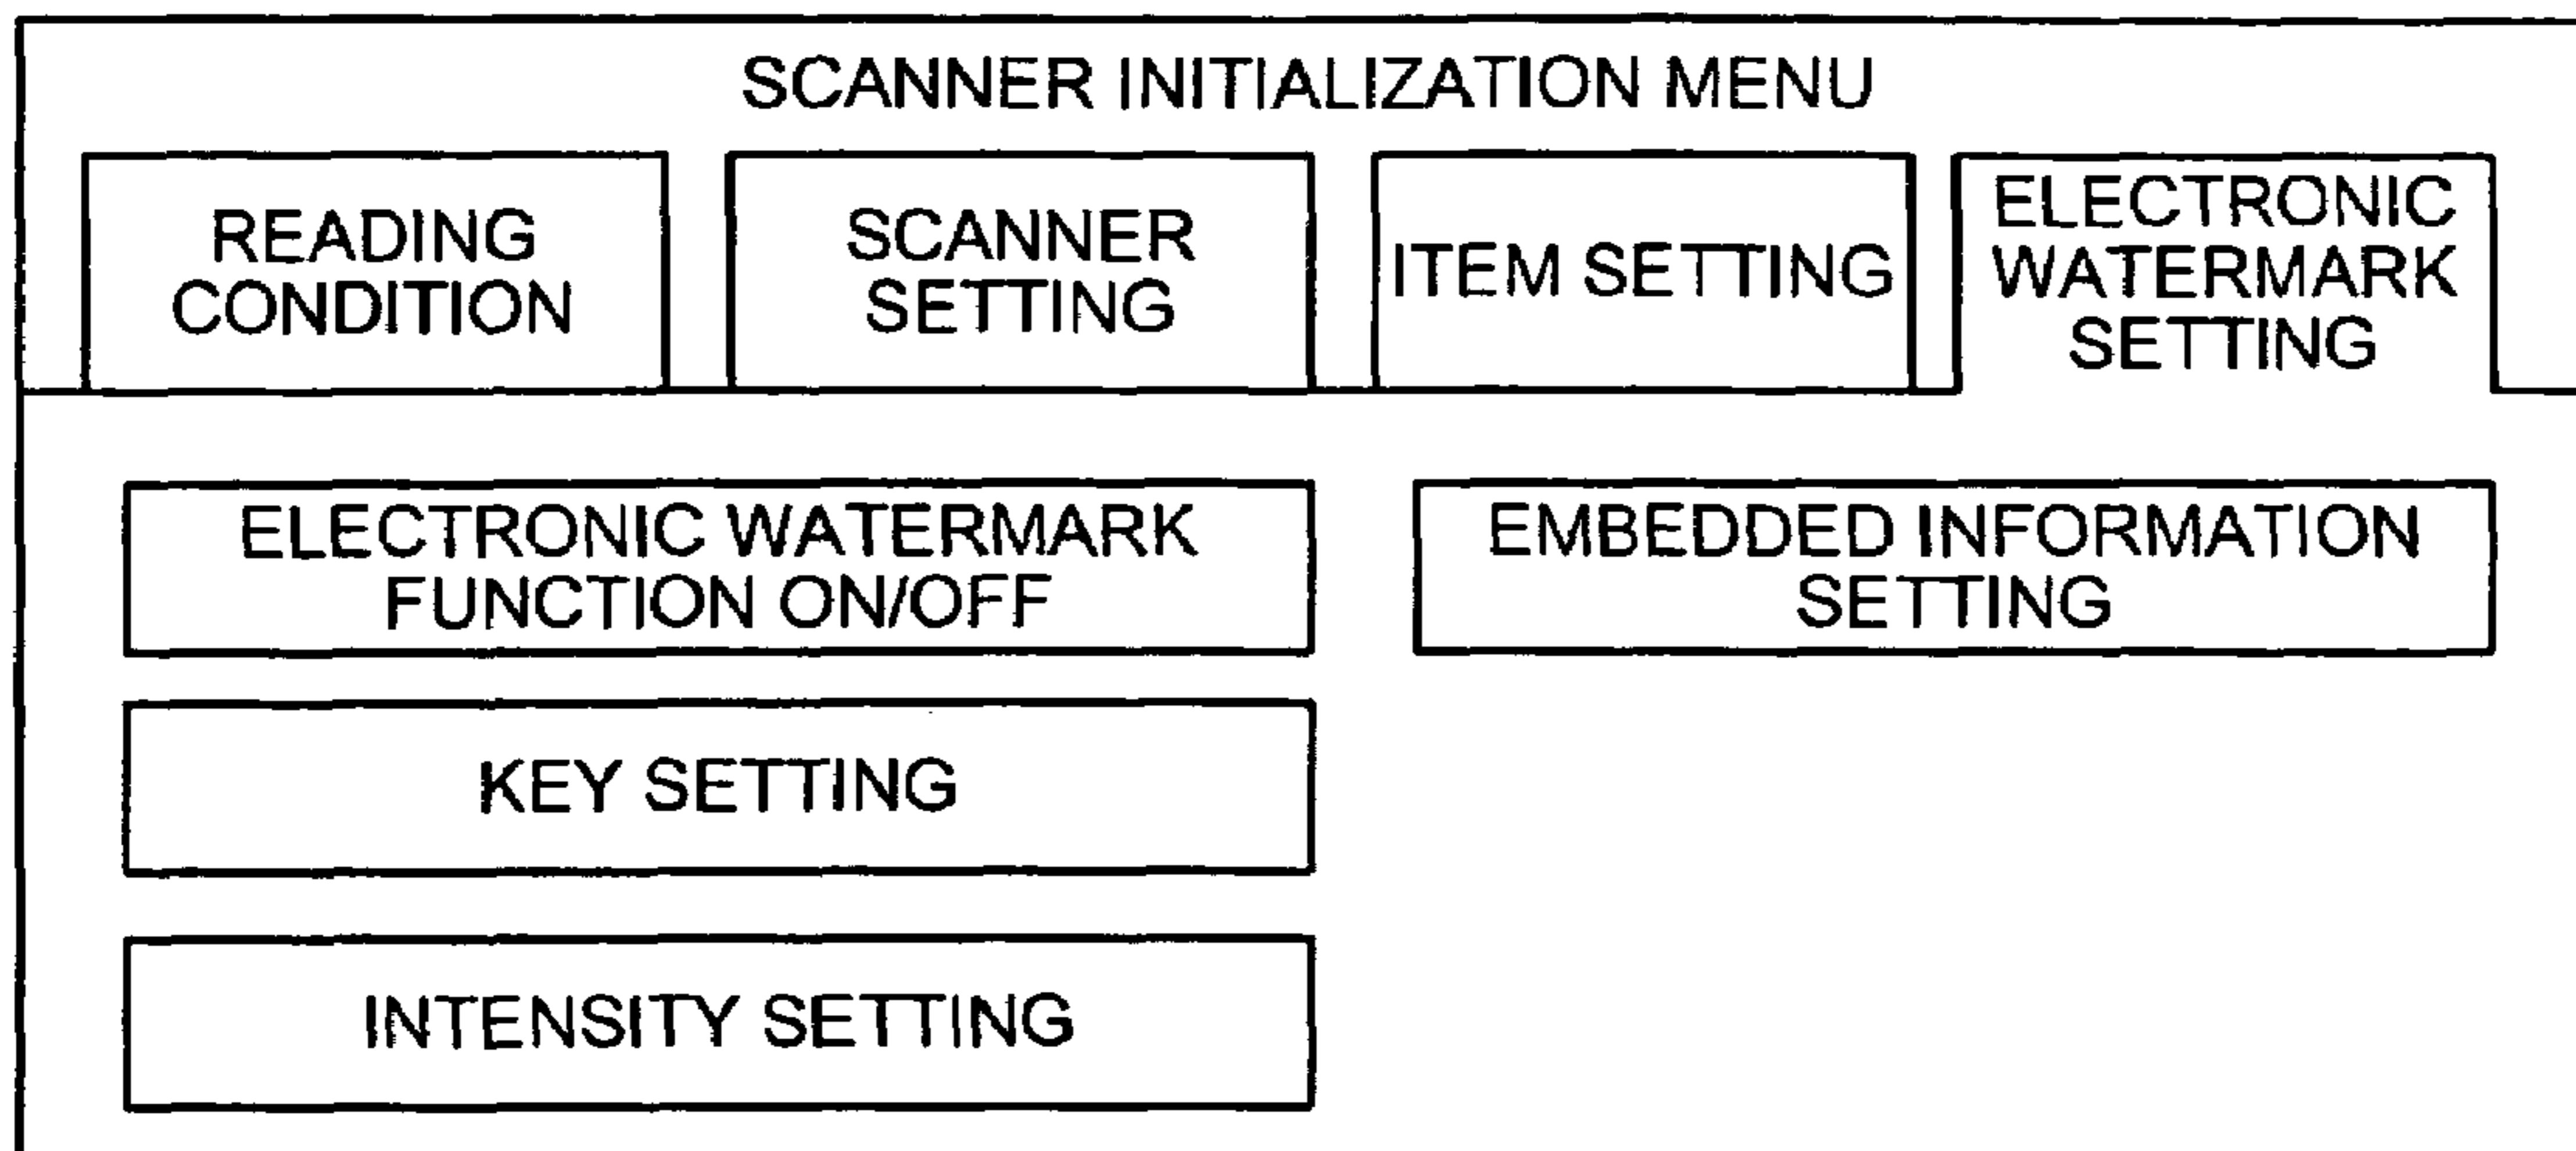 SCANNER INITIALIZATION MENU
READING
CONDITION
SCANNER
SETTING
ITEM SETTING
ELECTRONIC
WATERMARK
SETTING
ELECTRONIC WATERMARK
FUNCTION ON/OFF
EMBEDDED INFORMATION
SETTING
KEY SETTING
INTENSITY SETTING